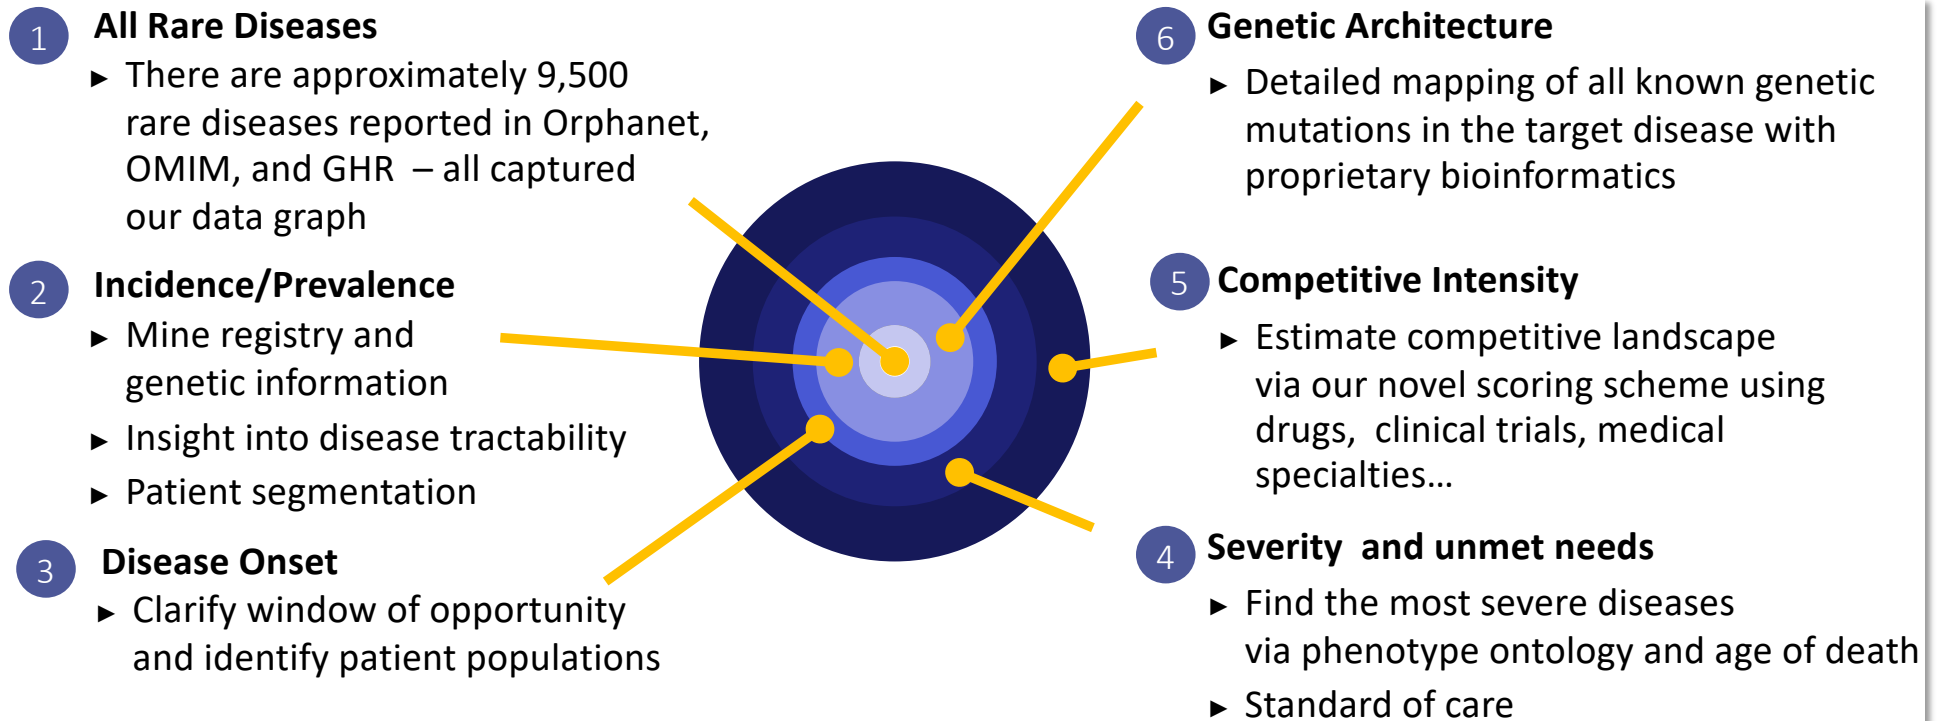 1 All Rare Diseases
► There are approximately 9,500
rare diseases reported in Orphanet,
OMIM, and GHR – all captured
our data graph
2 Incidence/Prevalence
► Mine registry and
genetic information
► Insight into disease tractability
► Patient segmentation
3 Disease Onset
► Clarify window of opportunity
and identify patient populations
6 Genetic Architecture
► Detailed mapping of all known genetic
mutations in the target disease with
proprietary bioinformatics
5 Competitive Intensity
► Estimate competitive landscape
via our novel scoring scheme using
drugs, clinical trials, medical
specialties…
4 Severity and unmet needs
► Find the most severe diseases
via phenotype ontology and age of death
► Standard of care